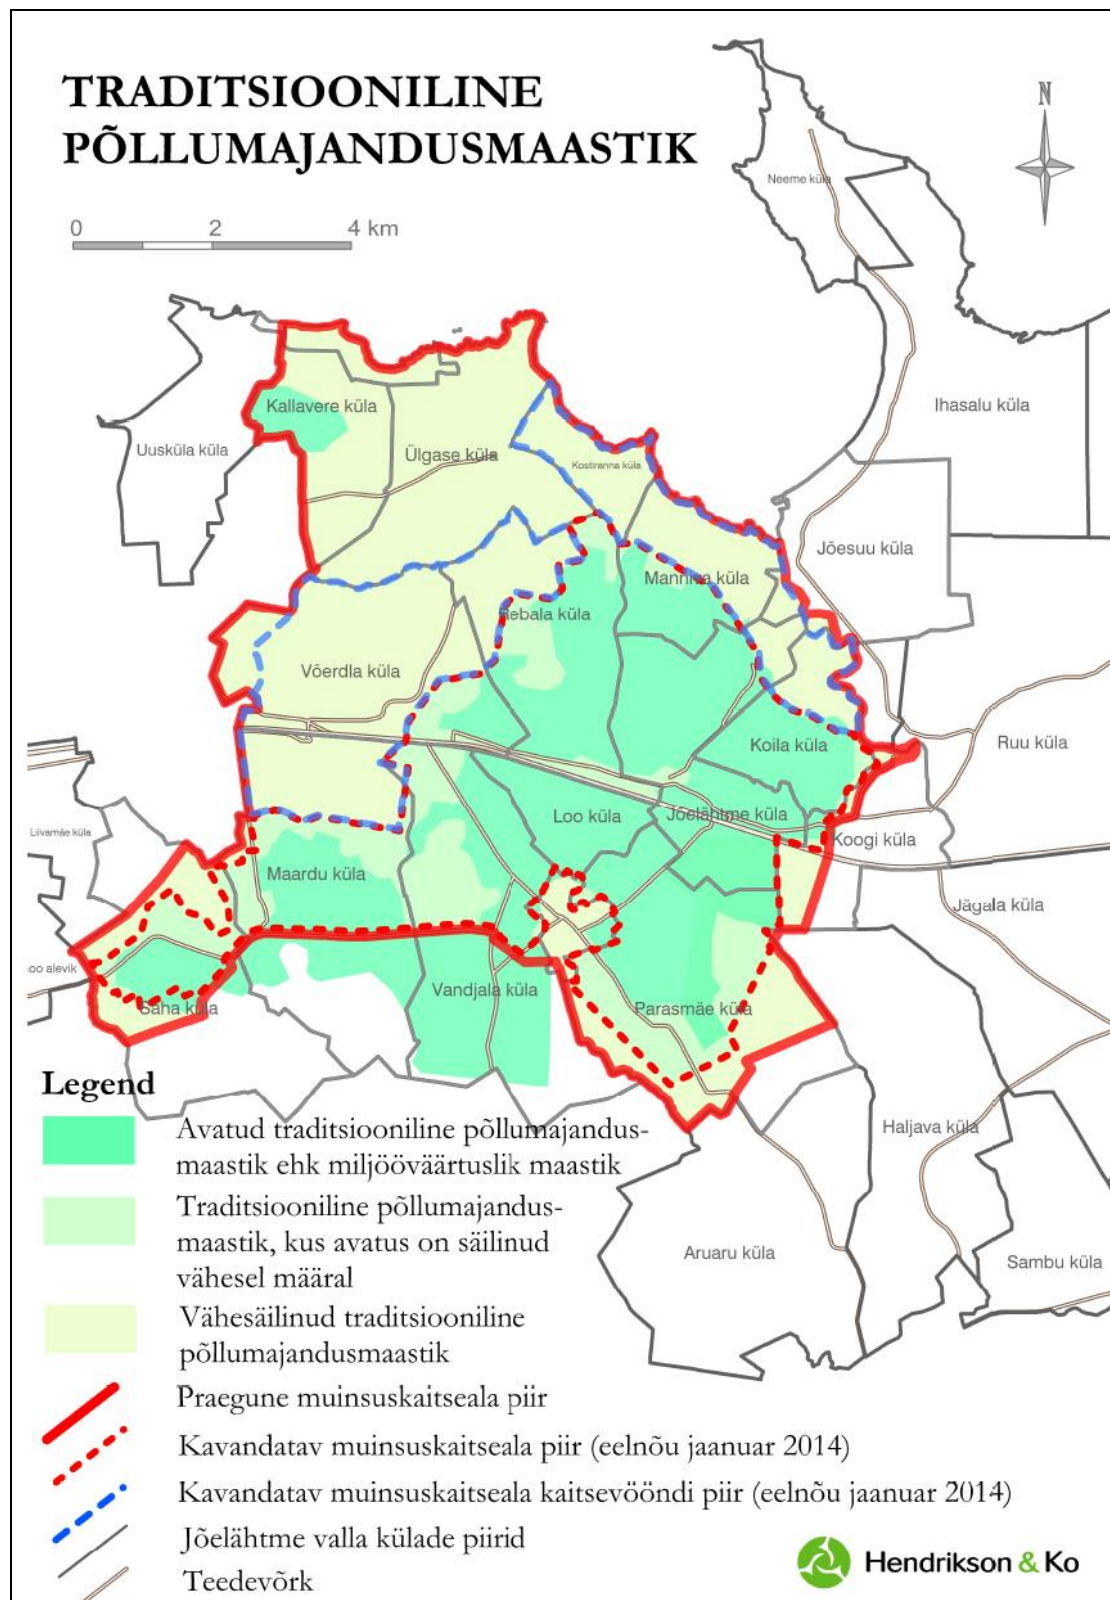 TRADITSIOONILINE
PÕLLUMAJANDUSMAASTIK
N
0 2 4 km
Neeme küla
Ihasalu küla
Kallavere küla
Uusküla küla
Ülgase küla
Kostiranna küla
Jõesuu küla
Manniva küla
Rebala küla
Võerdla küla
Koila küla
Ruu küla
Loo küla
Jõelähtme küla
Liivamäe küla
Koogi küla
Maardu küla
Jägala küla
oo alevik
Vandjala küla
Saha küla
Parasmäe küla
Haljava küla
Aruaru küla
Sambu küla
Legend
Avatud traditsiooniline põllumajandus-
maastik ehk miljööväärtuslik maastik
Traditsiooniline põllumajandus-
maastik, kus avatus on säilinud
vähesel määral
Vähesäilinud traditsiooniline
põllumajandusmaastik
Praegune muinsuskaitseala piir
Kavandatav muinsuskaitseala piir (eelnõu jaanuar 2014)
Kavandatav muinsuskaitseala kaitsevööndi piir (eelnõu jaanuar 2014)
Jõelähtme valla külade piirid
Teedevõrk
Hendrikson & Ko